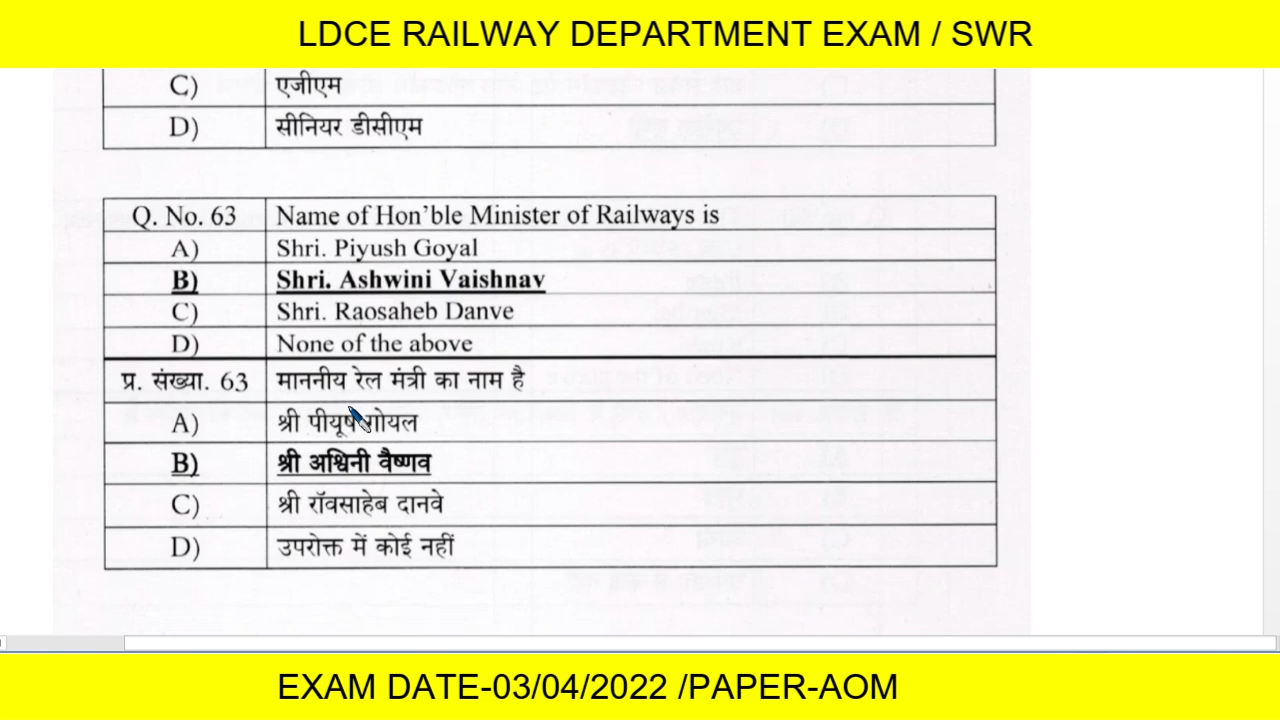 LDCE RAILWAY DEPARTMENT EXAM / SWR
C) एजीएम
D) सीनियर डीसीएम
Q. No. 63 Name of Hon’ble Minister of Railways is
A) Shri. Piyush Goyal
B) Shri. Ashwini Vaishnav
C) Shri. Raosaheb Danve
D) None of the above
प्र. संख्या. 63 माननीय रेल मंत्री का नाम है
A) श्री पीयूष गोयल
B) श्री अश्विनी वैष्णव
C) श्री रॉवसाहेब दानवे
D) उपरोक्त में कोई नहीं
EXAM DATE-03/04/2022 /PAPER-AOM